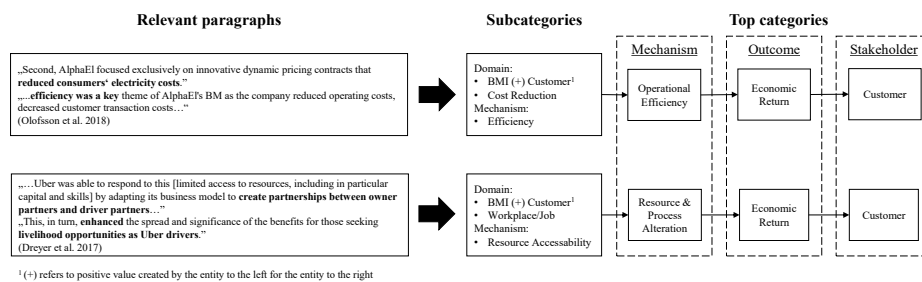 Relevant paragraphs
Subcategories
Top categories
Mechanism
Outcome
Stakeholder
„Second, AlphaEl focused exclusively on innovative dynamic pricing contracts that
reduced consumers‘ electricity costs.”
„...efficiency was a key theme of AlphaEl's BM as the company reduced operating costs,
decreased customer transaction costs…“
(Olofsson et al. 2018)
Domain:
• BMI (+) Customer¹
• Cost Reduction
Mechanism:
• Efficiency
Operational
Efficiency
Economic
Return
Customer
„…Uber was able to respond to this [limited access to resources, including in particular
capital and skills] by adapting its business model to create partnerships between owner
partners and driver partners…”
„This, in turn, enhanced the spread and significance of the benefits for those seeking
livelihood opportunities as Uber drivers.”
(Dreyer et al. 2017)
Domain:
• BMI (+) Customer¹
• Workplace/Job
Mechanism:
• Resource Accessability
Resource &
Process
Alteration
Economic
Return
Customer
¹ (+) refers to positive value created by the entity to the left for the entity to the right